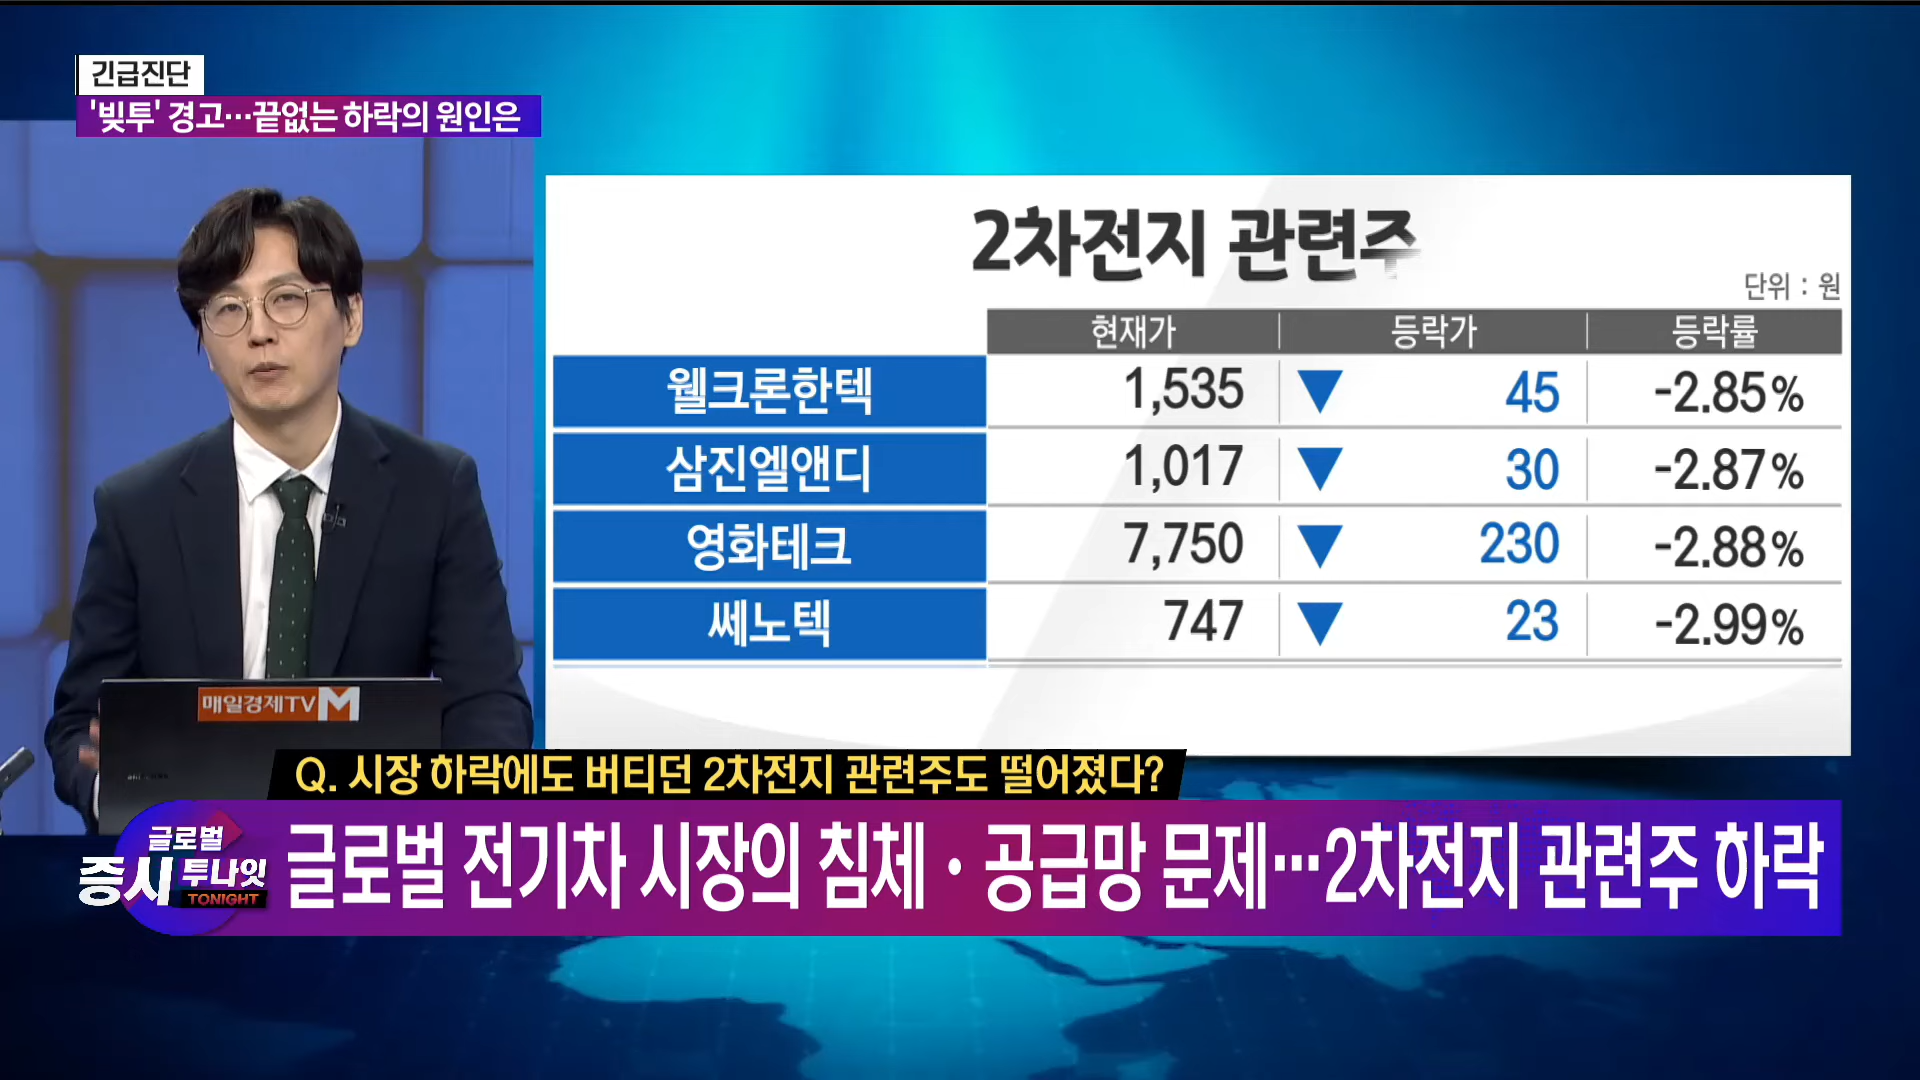 긴급진단
'빚투' 경고…끝없는 하락의 원인은
2차전지 관련주
단위 : 원
현재가 등락가 등락률
웰크론한텍 1,535 ▼ 45 -2.85%
삼진엘앤디 1,017 ▼ 30 -2.87%
영화테크 7,750 ▼ 230 -2.88%
쎄노텍 747 ▼ 23 -2.99%
매일경제TV M
Q. 시장 하락에도 버티던 2차전지 관련주도 떨어졌다?
글로벌
증시 투나잇
TONIGHT
글로벌 전기차 시장의 침체·공급망 문제…2차전지 관련주 하락